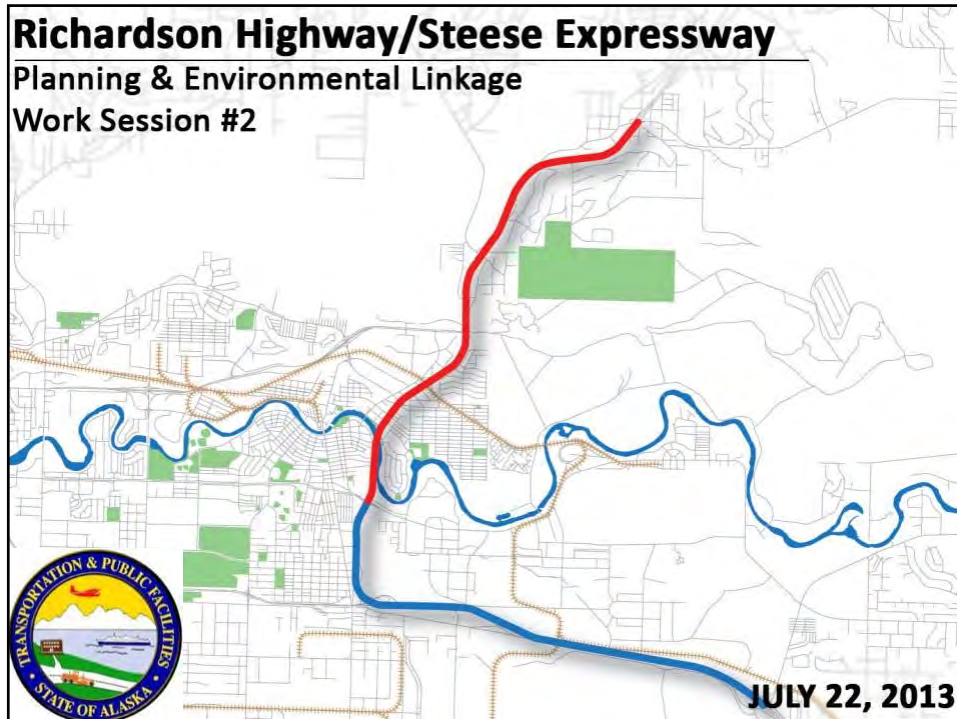 Richardson Highway/Steese Expressway
Planning & Environmental Linkage
Work Session #2
TRANSPORTATION & PUBLIC FACILITIES
STATE OF ALASKA
JULY 22, 2013